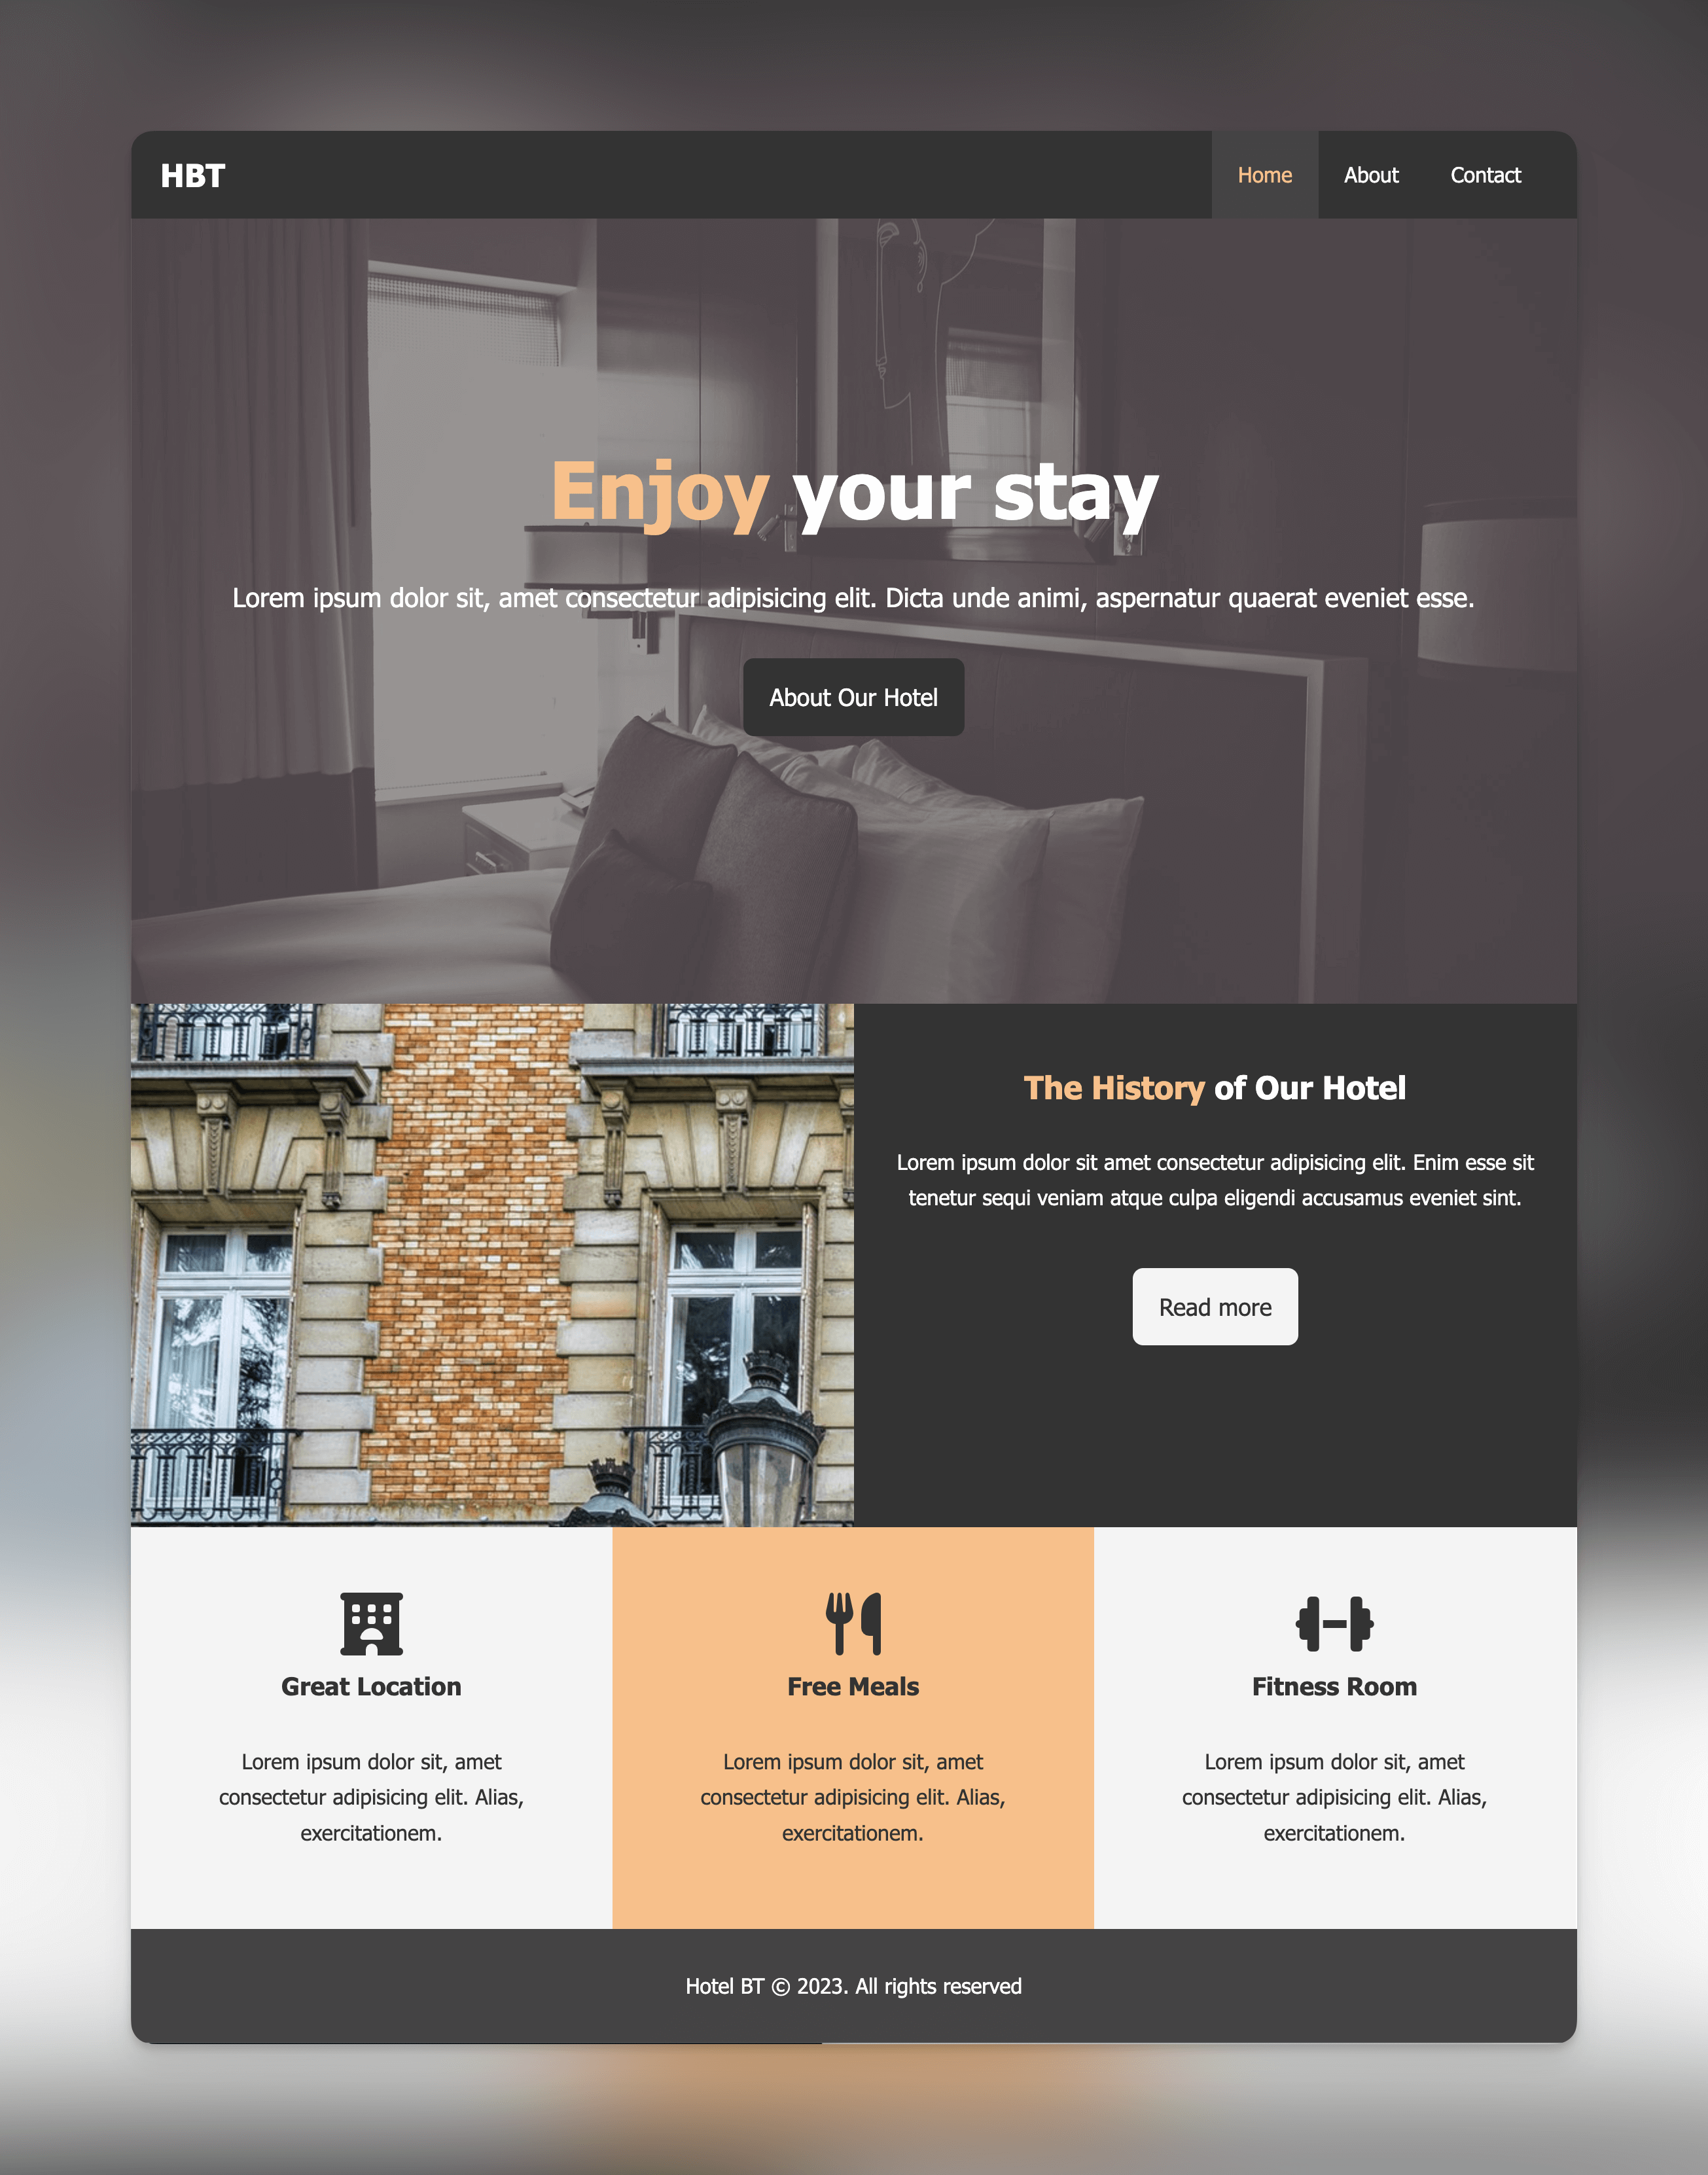 HBT
Home
About
Contact
Enjoy your stay
Lorem ipsum dolor sit, amet consectetur adipisicing elit. Dicta unde animi, aspernatur quaerat eveniet esse.
About Our Hotel
The History of Our Hotel
Lorem ipsum dolor sit amet consectetur adipisicing elit. Enim esse sit
tenetur sequi veniam atque culpa eligendi accusamus eveniet sint.
Read more
Great Location
Lorem ipsum dolor sit, amet
consectetur adipisicing elit. Alias,
exercitationem.
Free Meals
Lorem ipsum dolor sit, amet
consectetur adipisicing elit. Alias,
exercitationem.
Fitness Room
Lorem ipsum dolor sit, amet
consectetur adipisicing elit. Alias,
exercitationem.
Hotel BT © 2023. All rights reserved